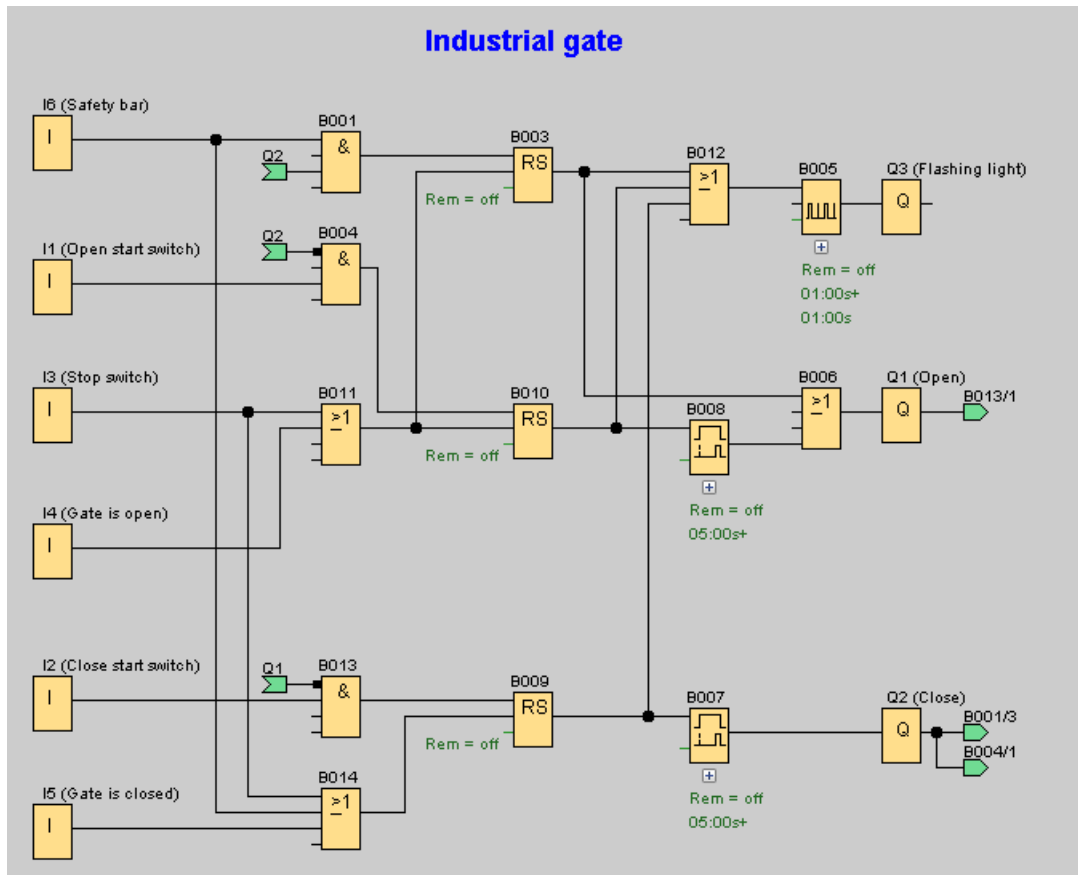 Industrial gate
I6 (Safety bar)
I
B001
&
Q2
B003
RS
Rem = off
B012
>1
B005
Q3 (Flashing light)
Q
Rem = off
01:00s+
01:00s
I1 (Open start switch)
I
Q2
B004
&
I3 (Stop switch)
I
B011
>1
B010
RS
Rem = off
B008
Rem = off
05:00s+
B006
>1
Q1 (Open)
Q
B013/1
I4 (Gate is open)
I
I2 (Close start switch)
I
Q1
B013
&
B009
RS
Rem = off
B007
Rem = off
05:00s+
Q2 (Close)
Q
B001/3
B004/1
I5 (Gate is closed)
I
B014
>1